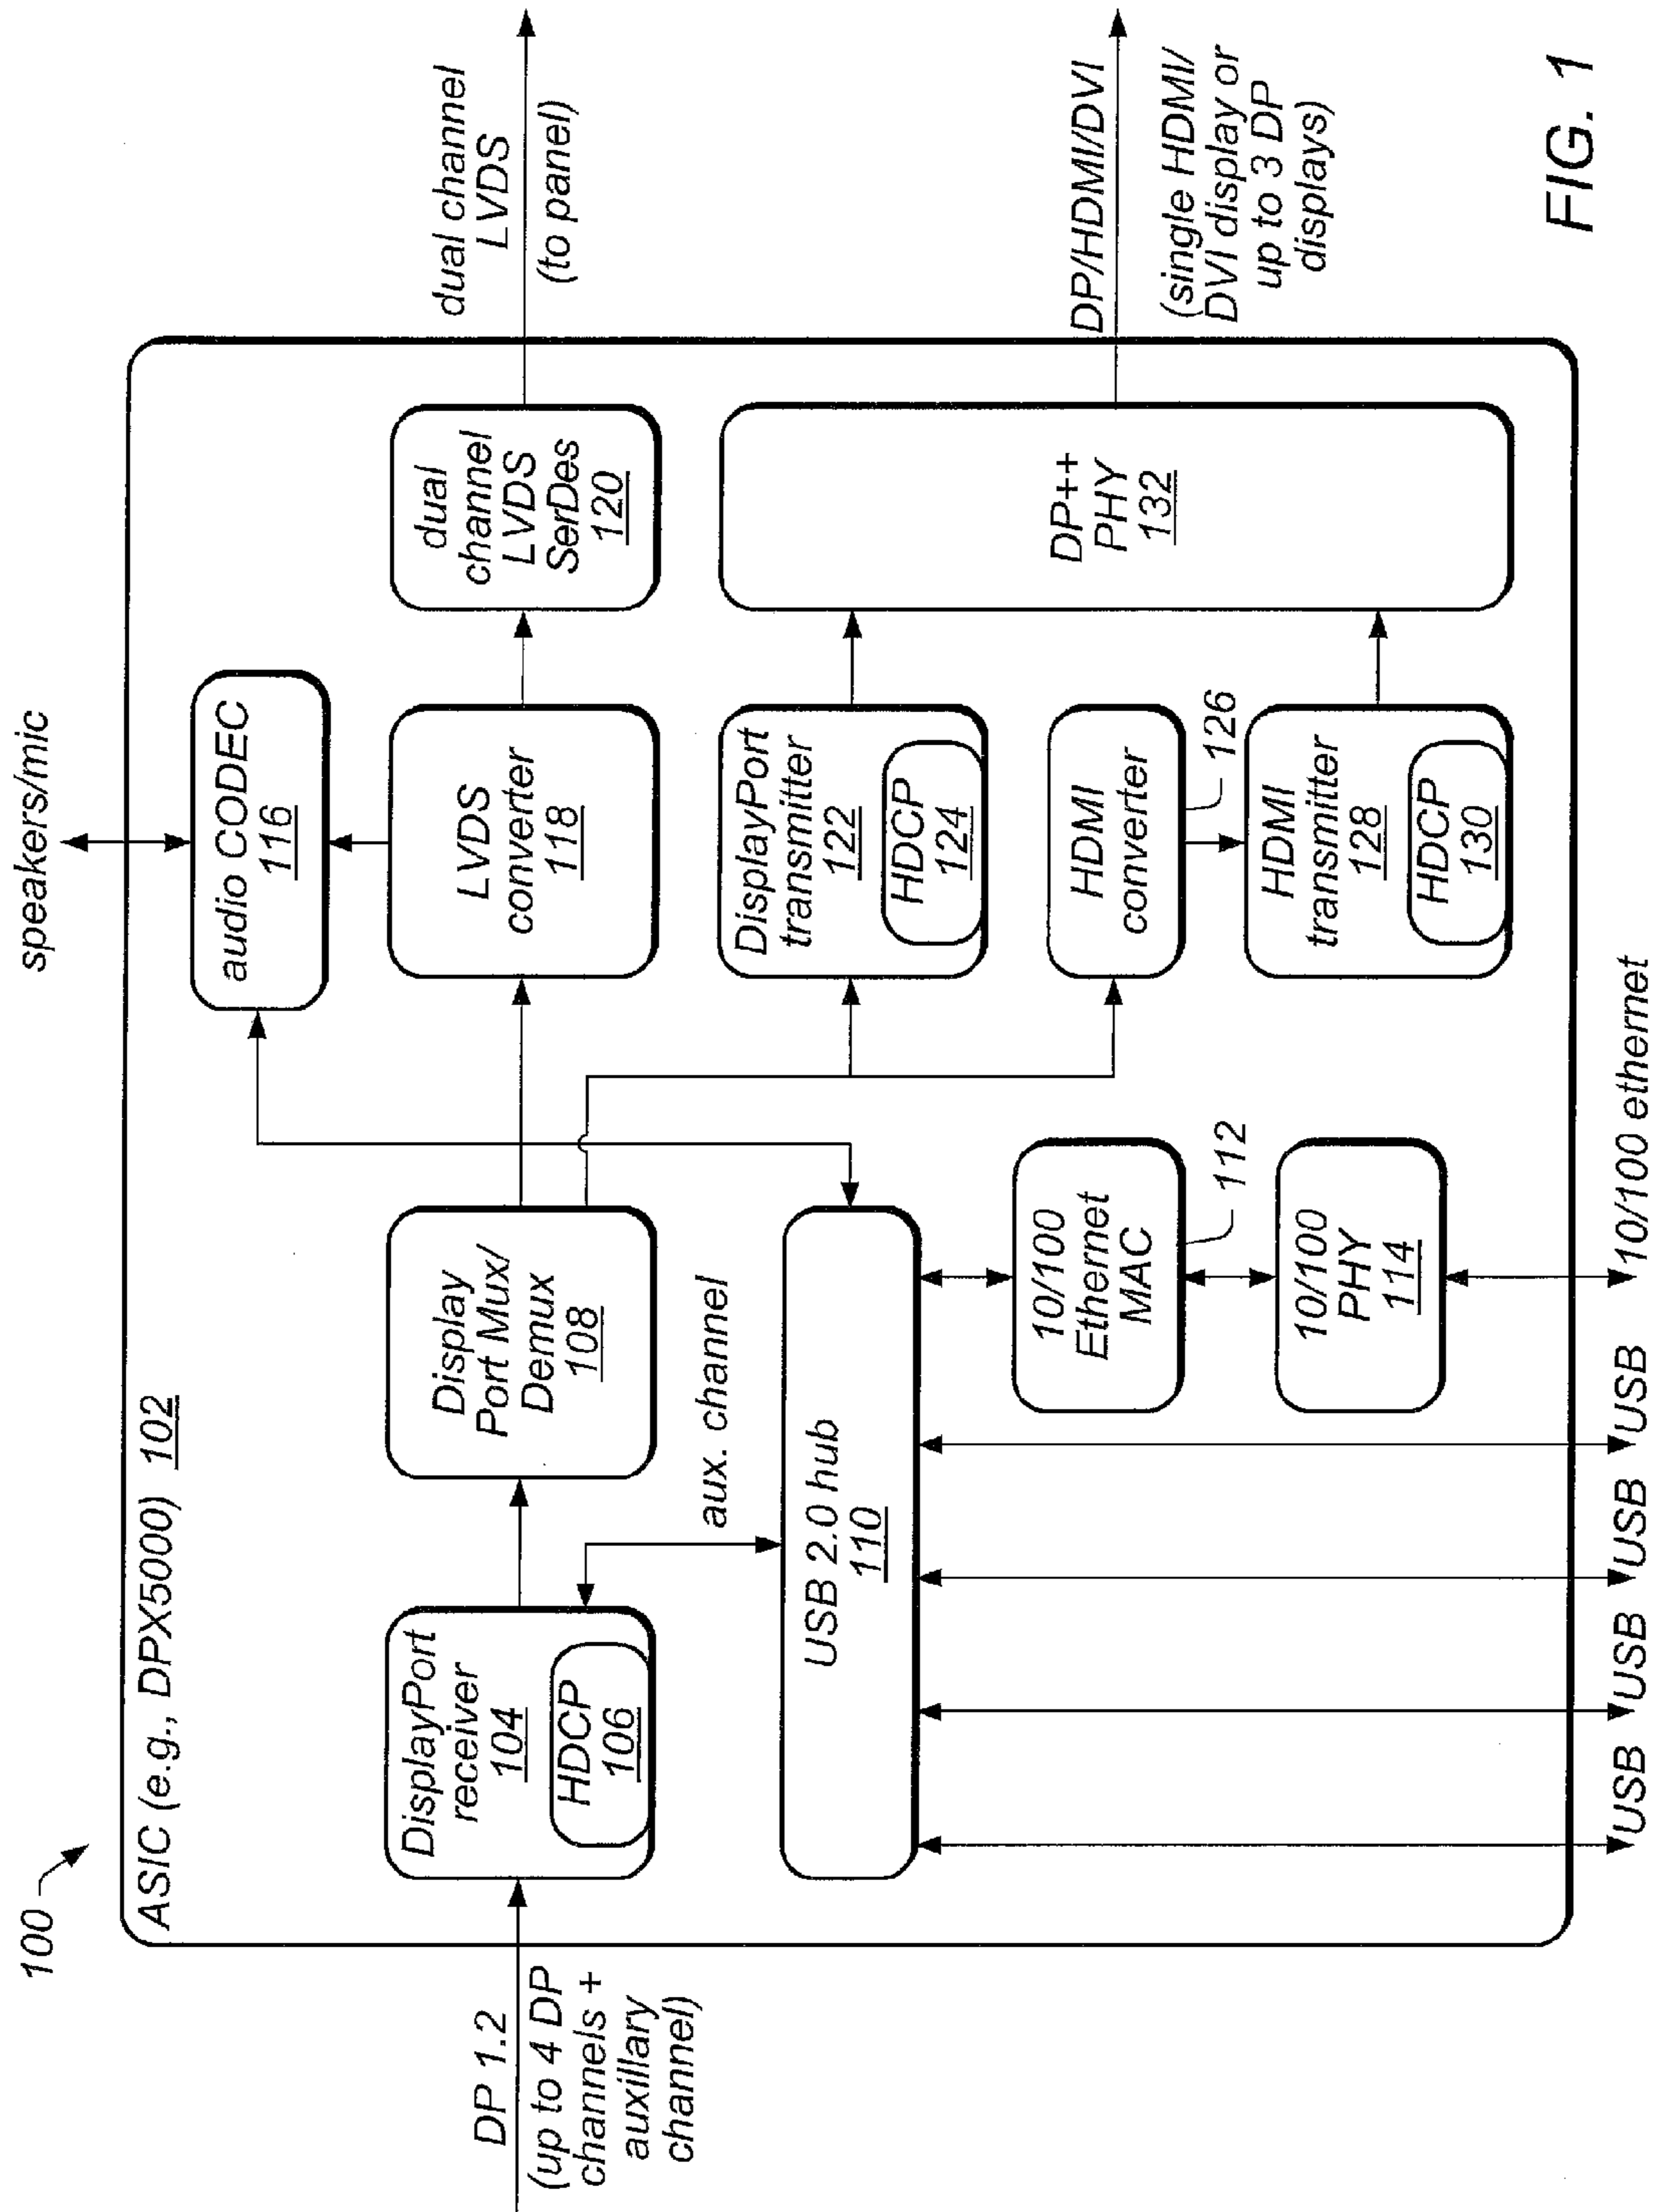 100
speakers/mic
ASIC (e.g., DPX5000) 102
DP 1.2
(up to 4 DP
channels +
auxillary
channel)
DisplayPort
receiver
104
HDCP
106
Display
Port Mux/
Demux
108
audio CODEC
116
LVDS
converter
118
dual
channel
LVDS
SerDes
120
dual channel
LVDS
(to panel)
aux. channel
USB 2.0 hub
110
10/100
Ethernet
MAC
112
10/100
PHY
114
DisplayPort
transmitter
122
HDCP
124
HDMI
converter
126
HDMI
transmitter
128
HDCP
130
DP++
PHY
132
DP/HDMI/DVI
(single HDMI/
DVI display or
up to 3 DP
displays)
USB
USB
USB
USB
10/100 ethernet
FIG. 1